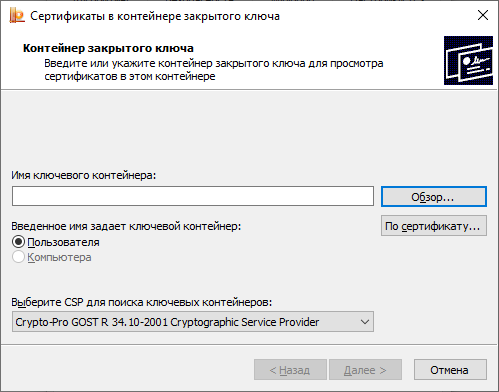 Сертификаты в контейнере закрытого ключа
Контейнер закрытого ключа
Введите или укажите контейнер закрытого ключа для просмотра
сертификатов в этом контейнере
Имя ключевого контейнера:
Обзор...
Введенное имя задает ключевой контейнер:
По сертификату...
Пользователя
Компьютера
Выберите CSP для поиска ключевых контейнеров:
Crypto-Pro GOST R 34.10-2001 Cryptographic Service Provider
< Назад
Далее >
Отмена